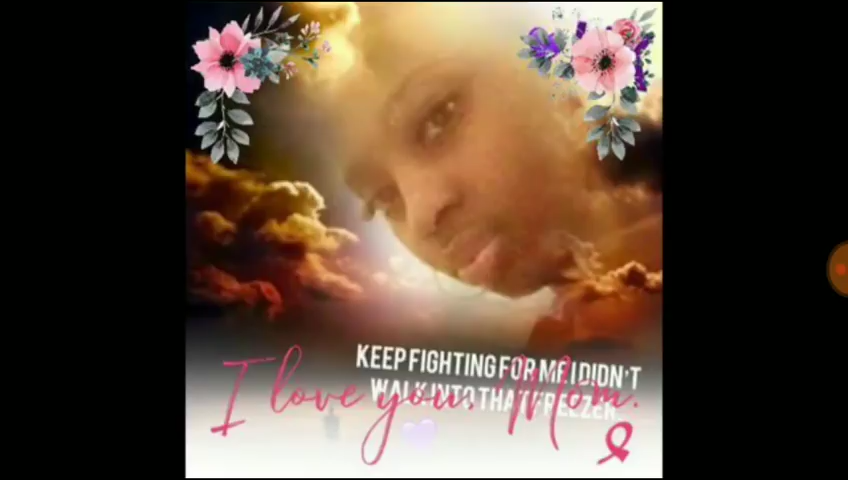 KEEP FIGHTING FOR ME I DIDN'T
WALK INTO THAT FREEZER
I love you. Mom.